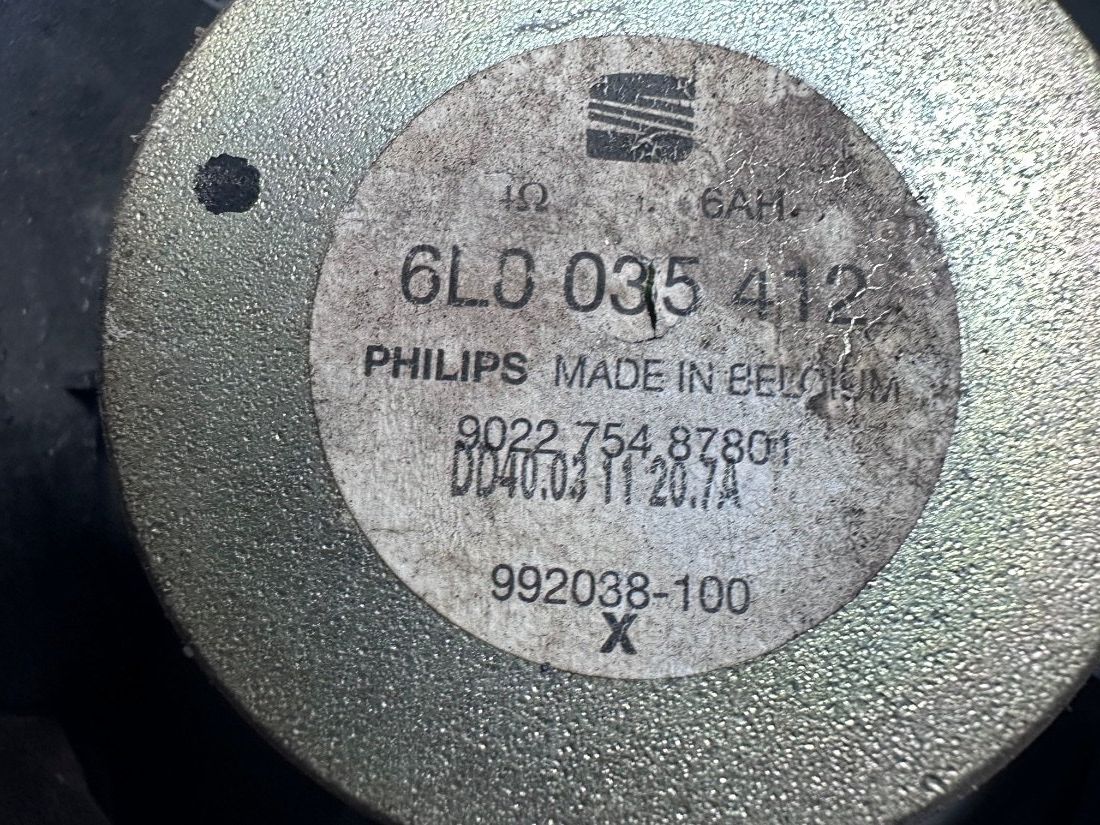 4Ω 6AH.
6L0 035 412
PHILIPS MADE IN BELGIUM
9022 754 87801
DD40.03 11 20.7A
992038-100
X